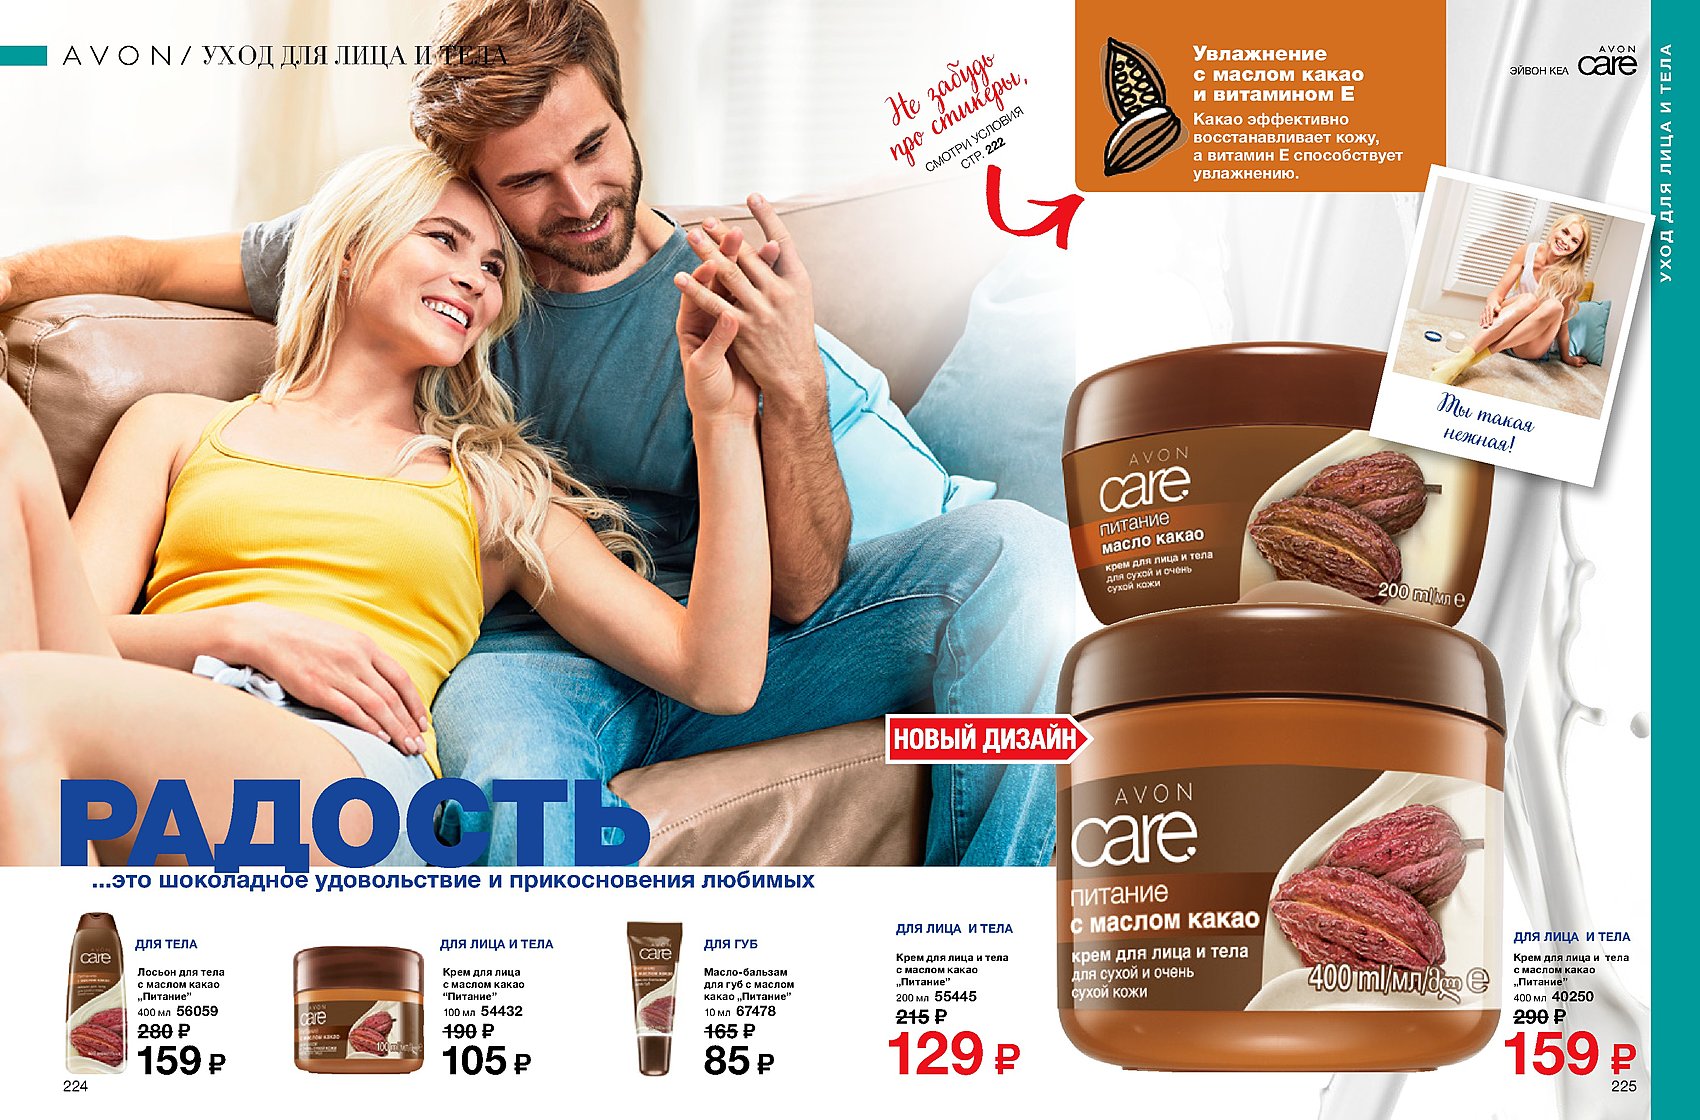 AVON / УХОД ДЛЯ ЛИЦА И ТЕЛА
Не забудь
про стикеры,
СМОТРИ УСЛОВИЯ
СТР. 222
Увлажнение
с маслом какао
и витамином Е
Какао эффективно
восстанавливает кожу,
а витамин Е способствует
увлажнению.
ЭЙВОН КЕА
AVON
care
УХОД ДЛЯ ЛИЦА И ТЕЛА
Ты такая
нежная!
AVON
care
питание
масло какао
крем для лица и тела
для сухой и очень
сухой кожи
200 ml/мл e
НОВЫЙ ДИЗАЙН
AVON
care
питание
с маслом какао
крем для лица и тела
для сухой и очень
сухой кожи
РАДОСТЬ
...это шоколадное удовольствие и прикосновения любимых
care
ДЛЯ ТЕЛА
Лосьон для тела
с маслом какао
„Питание”
400 мл 56059
280 ₽
159 ₽
care
ДЛЯ ЛИЦА И ТЕЛА
Крем для лица
с маслом какао
“Питание”
100 мл 54432
190 ₽
105 ₽
care
ДЛЯ ГУБ
Масло-бальзам
для губ с маслом
какао „Питание”
10 мл 67478
165 ₽
85 ₽
ДЛЯ ЛИЦА И ТЕЛА
Крем для лица и тела
с маслом какао
„Питание”
200 мл 55445
215 ₽
129 ₽
ДЛЯ ЛИЦА И ТЕЛА
Крем для лица и тела
с маслом какао
„Питание”
400 мл 40250
290 ₽
159 ₽
224
225